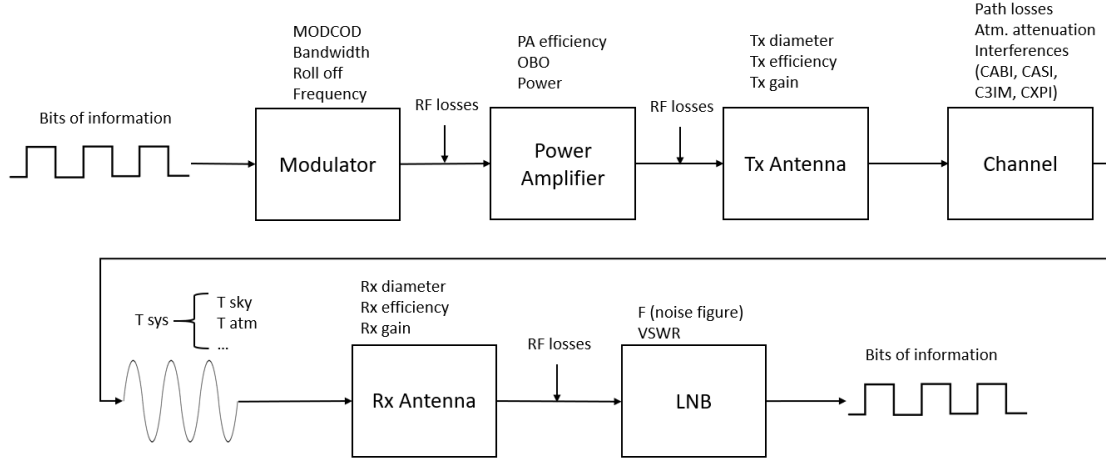 Bits of information
MODCOD
Bandwidth
Roll off
Frequency
Modulator
RF losses
PA efficiency
OBO
Power
Power
Amplifier
RF losses
Tx diameter
Tx efficiency
Tx gain
Tx Antenna
Path losses
Atm. attenuation
Interferences
(CABI, CASI,
C3IM, CXPI)
Channel
T sys
T sky
T atm
...
Rx diameter
Rx efficiency
Rx gain
Rx Antenna
RF losses
F (noise figure)
VSWR
LNB
Bits of information